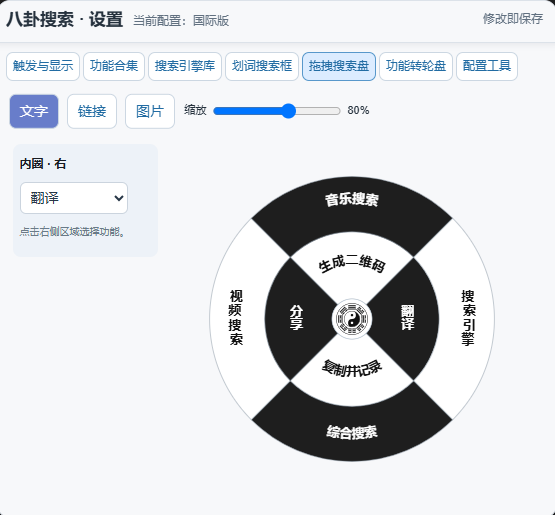 八卦搜索 · 设置 当前配置：国际版 修改即保存
触发与显示 功能合集 搜索引擎库 划词搜索框 拖拽搜索盘 功能转轮盘 配置工具
文字 链接 图片 缩放 80%
内圆 · 右
翻译
点击右侧区域选择功能。
音乐搜索
生成二维码
视频搜索
分享
翻译
搜索引擎
复制并记录
综合搜索